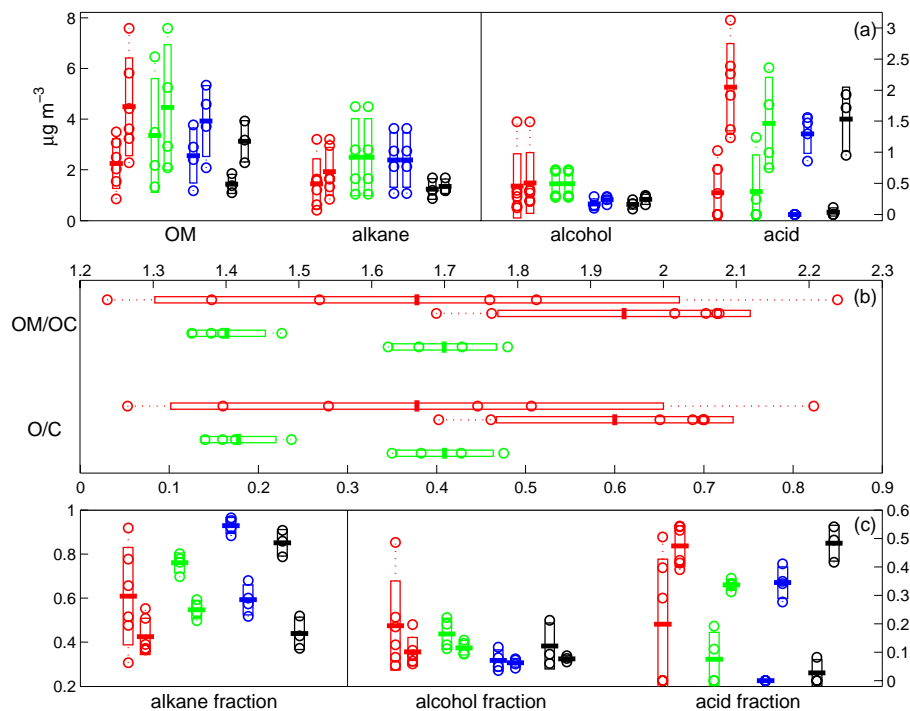 (a)
8
6
4
2
0
µg m−3
3
2.5
2
1.5
1
0.5
0
OM alkane alcohol acid
1.2 1.3 1.4 1.5 1.6 1.7 1.8 1.9 2 2.1 2.2 2.3
(b)
OM/OC
O/C
0 0.1 0.2 0.3 0.4 0.5 0.6 0.7 0.8 0.9
(c)
1
0.8
0.6
0.4
0.2
0.6
0.5
0.4
0.3
0.2
0.1
0
alkane fraction alcohol fraction acid fraction